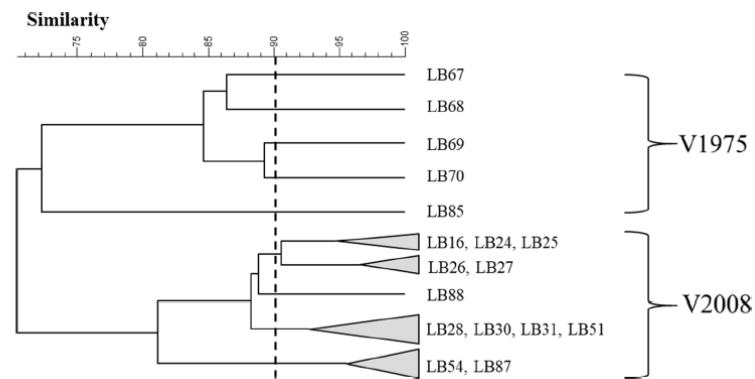 Similarity
75 80 85 90 95 100
LB67
LB68
LB69
LB70
LB85
V1975
LB16, LB24, LB25
LB26, LB27
LB88
LB28, LB30, LB31, LB51
LB54, LB87
V2008